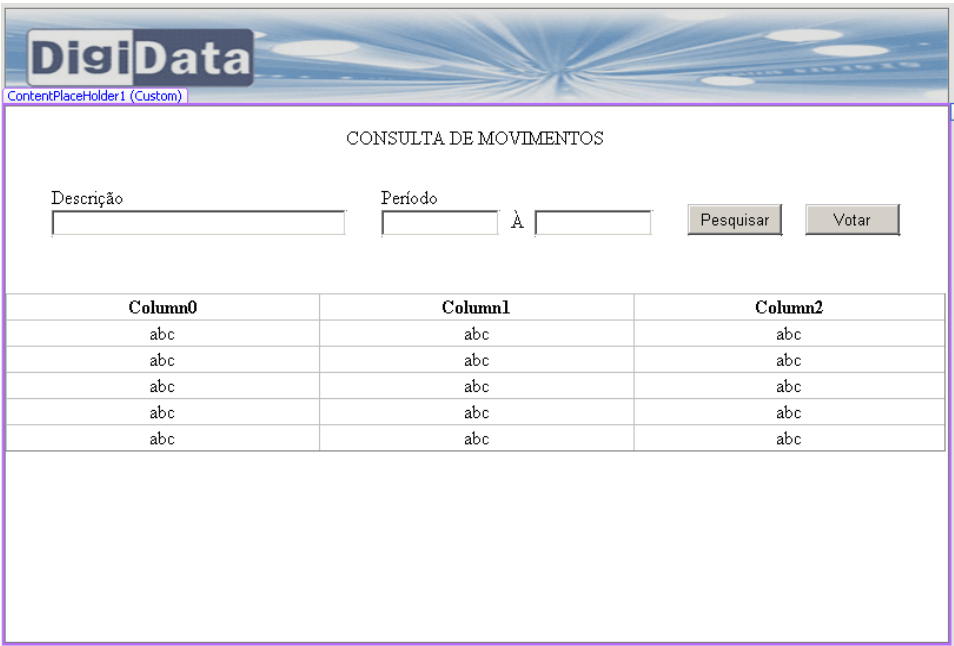 DigiData
ContentPlaceHolder1 (Custom)
CONSULTA DE MOVIMENTOS
Descrição Período
À Pesquisar Votar
Column0 Column1 Column2
abc abc abc
abc abc abc
abc abc abc
abc abc abc
abc abc abc